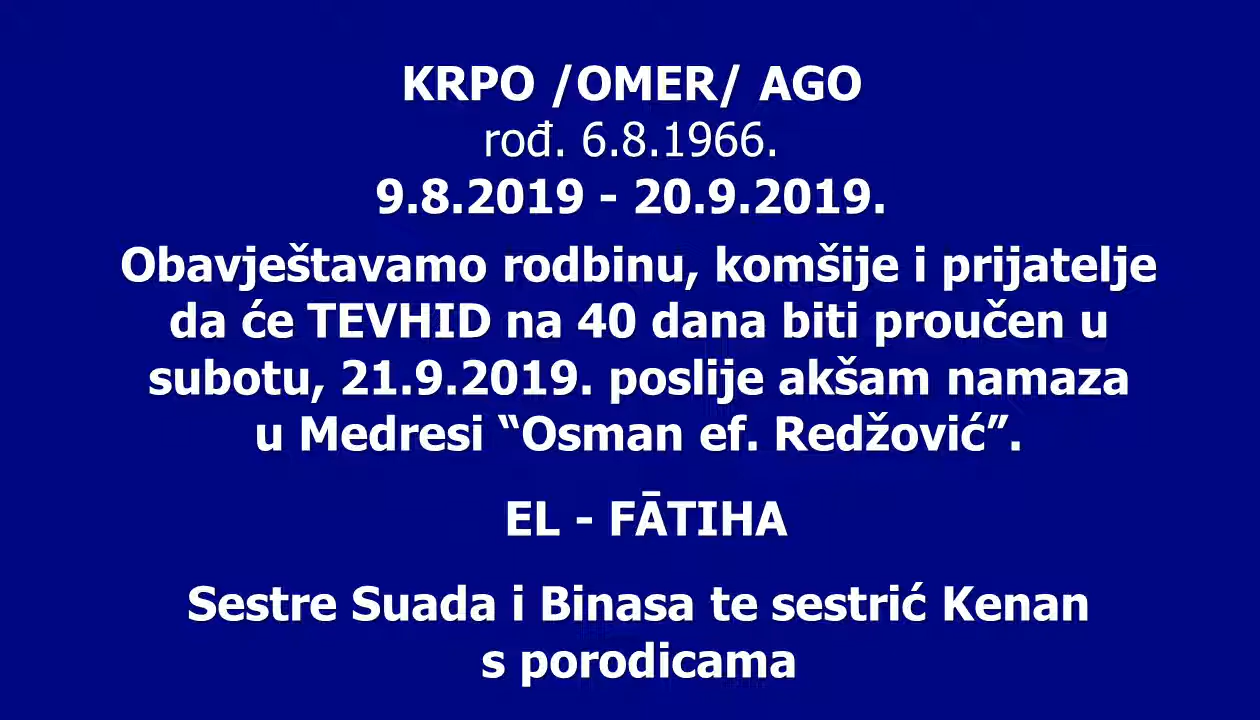 KRPO /OMER/ AGO
rođ. 6.8.1966.
9.8.2019 - 20.9.2019.
Obavještavamo rodbinu, komšije i prijatelje
da će TEVHID na 40 dana biti proučen u
subotu, 21.9.2019. poslije akšam namaza
u Medresi “Osman ef. Redžović”.
EL - FĀTIHA
Sestre Suada i Binasa te sestrić Kenan
s porodicama